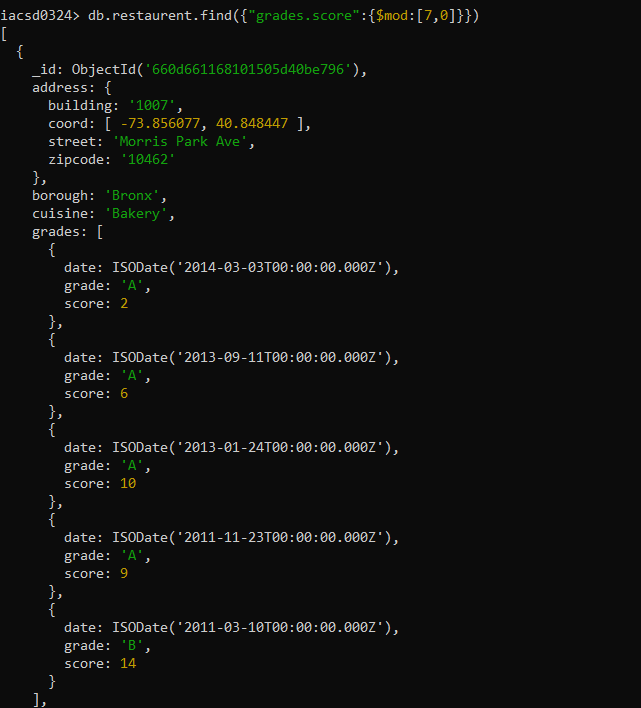 iacsd0324> db.restaurent.find({"grades.score":{$mod:[7,0]}})
[
  {
    _id: ObjectId('660d661168101505d40be796'),
    address: {
      building: '1007',
      coord: [ -73.856077, 40.848447 ],
      street: 'Morris Park Ave',
      zipcode: '10462'
    },
    borough: 'Bronx',
    cuisine: 'Bakery',
    grades: [
      {
        date: ISODate('2014-03-03T00:00:00.000Z'),
        grade: 'A',
        score: 2
      },
      {
        date: ISODate('2013-09-11T00:00:00.000Z'),
        grade: 'A',
        score: 6
      },
      {
        date: ISODate('2013-01-24T00:00:00.000Z'),
        grade: 'A',
        score: 10
      },
      {
        date: ISODate('2011-11-23T00:00:00.000Z'),
        grade: 'A',
        score: 9
      },
      {
        date: ISODate('2011-03-10T00:00:00.000Z'),
        grade: 'B',
        score: 14
      }
    ],